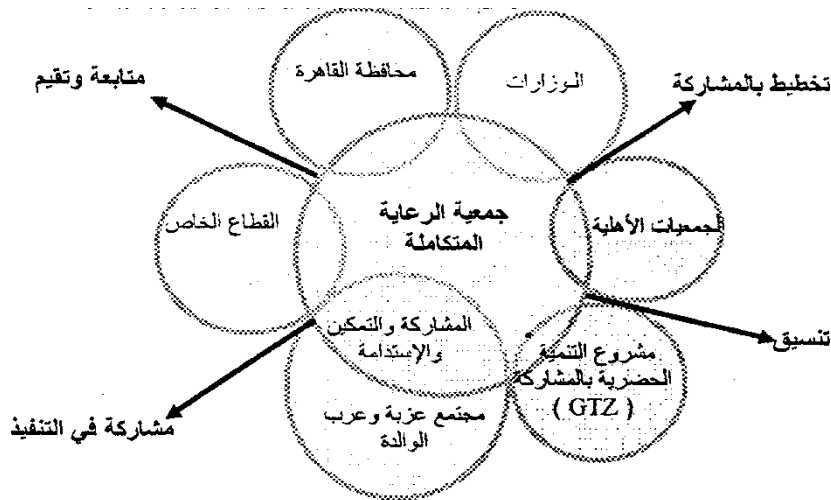 محافظة القاهرة
الوزارات
متابعة وتقيم
تخطيط بالمشاركة
القطاع الخاص
جمعية الرعاية
المتكاملة
الجمعيات الأهلية
المشاركة والتمكين
والإستدامة
مشروع التنمية
الحضرية بالمشاركة
( GTZ )
تنسيق
مجتمع عزبة وعرب
الوالدة
مشاركة في التنفيذ